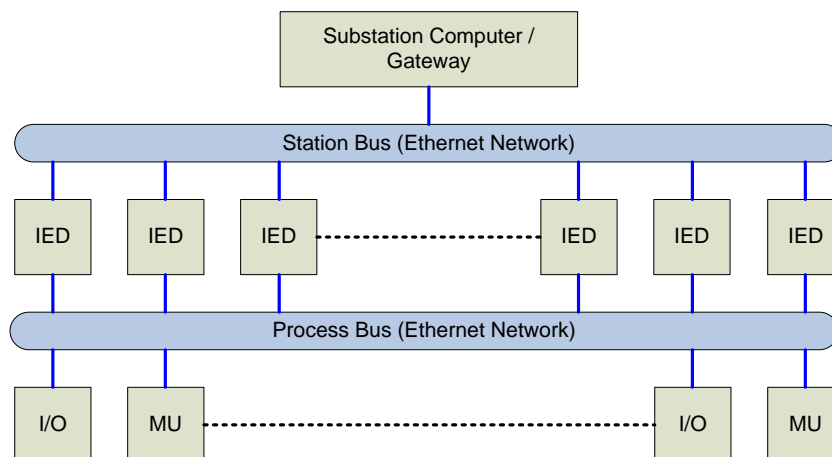 Substation Computer /
Gateway
Station Bus (Ethernet Network)
IED
IED
IED
IED
IED
IED
Process Bus (Ethernet Network)
I/O
MU
I/O
MU